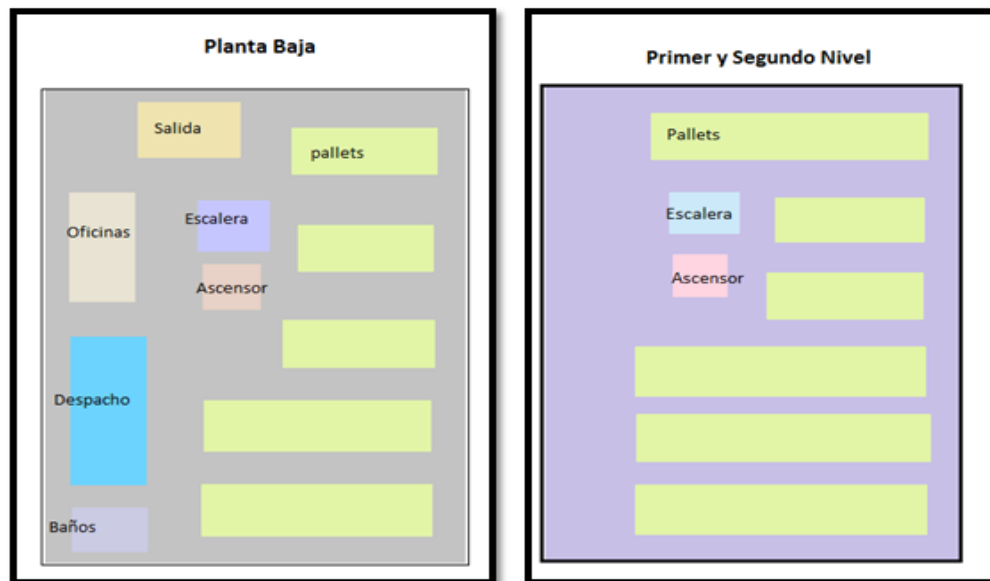 Planta Baja
Salida
pallets
Escalera
Oficinas
Ascensor
Despacho
Baños
Primer y Segundo Nivel
Pallets
Escalera
Ascensor